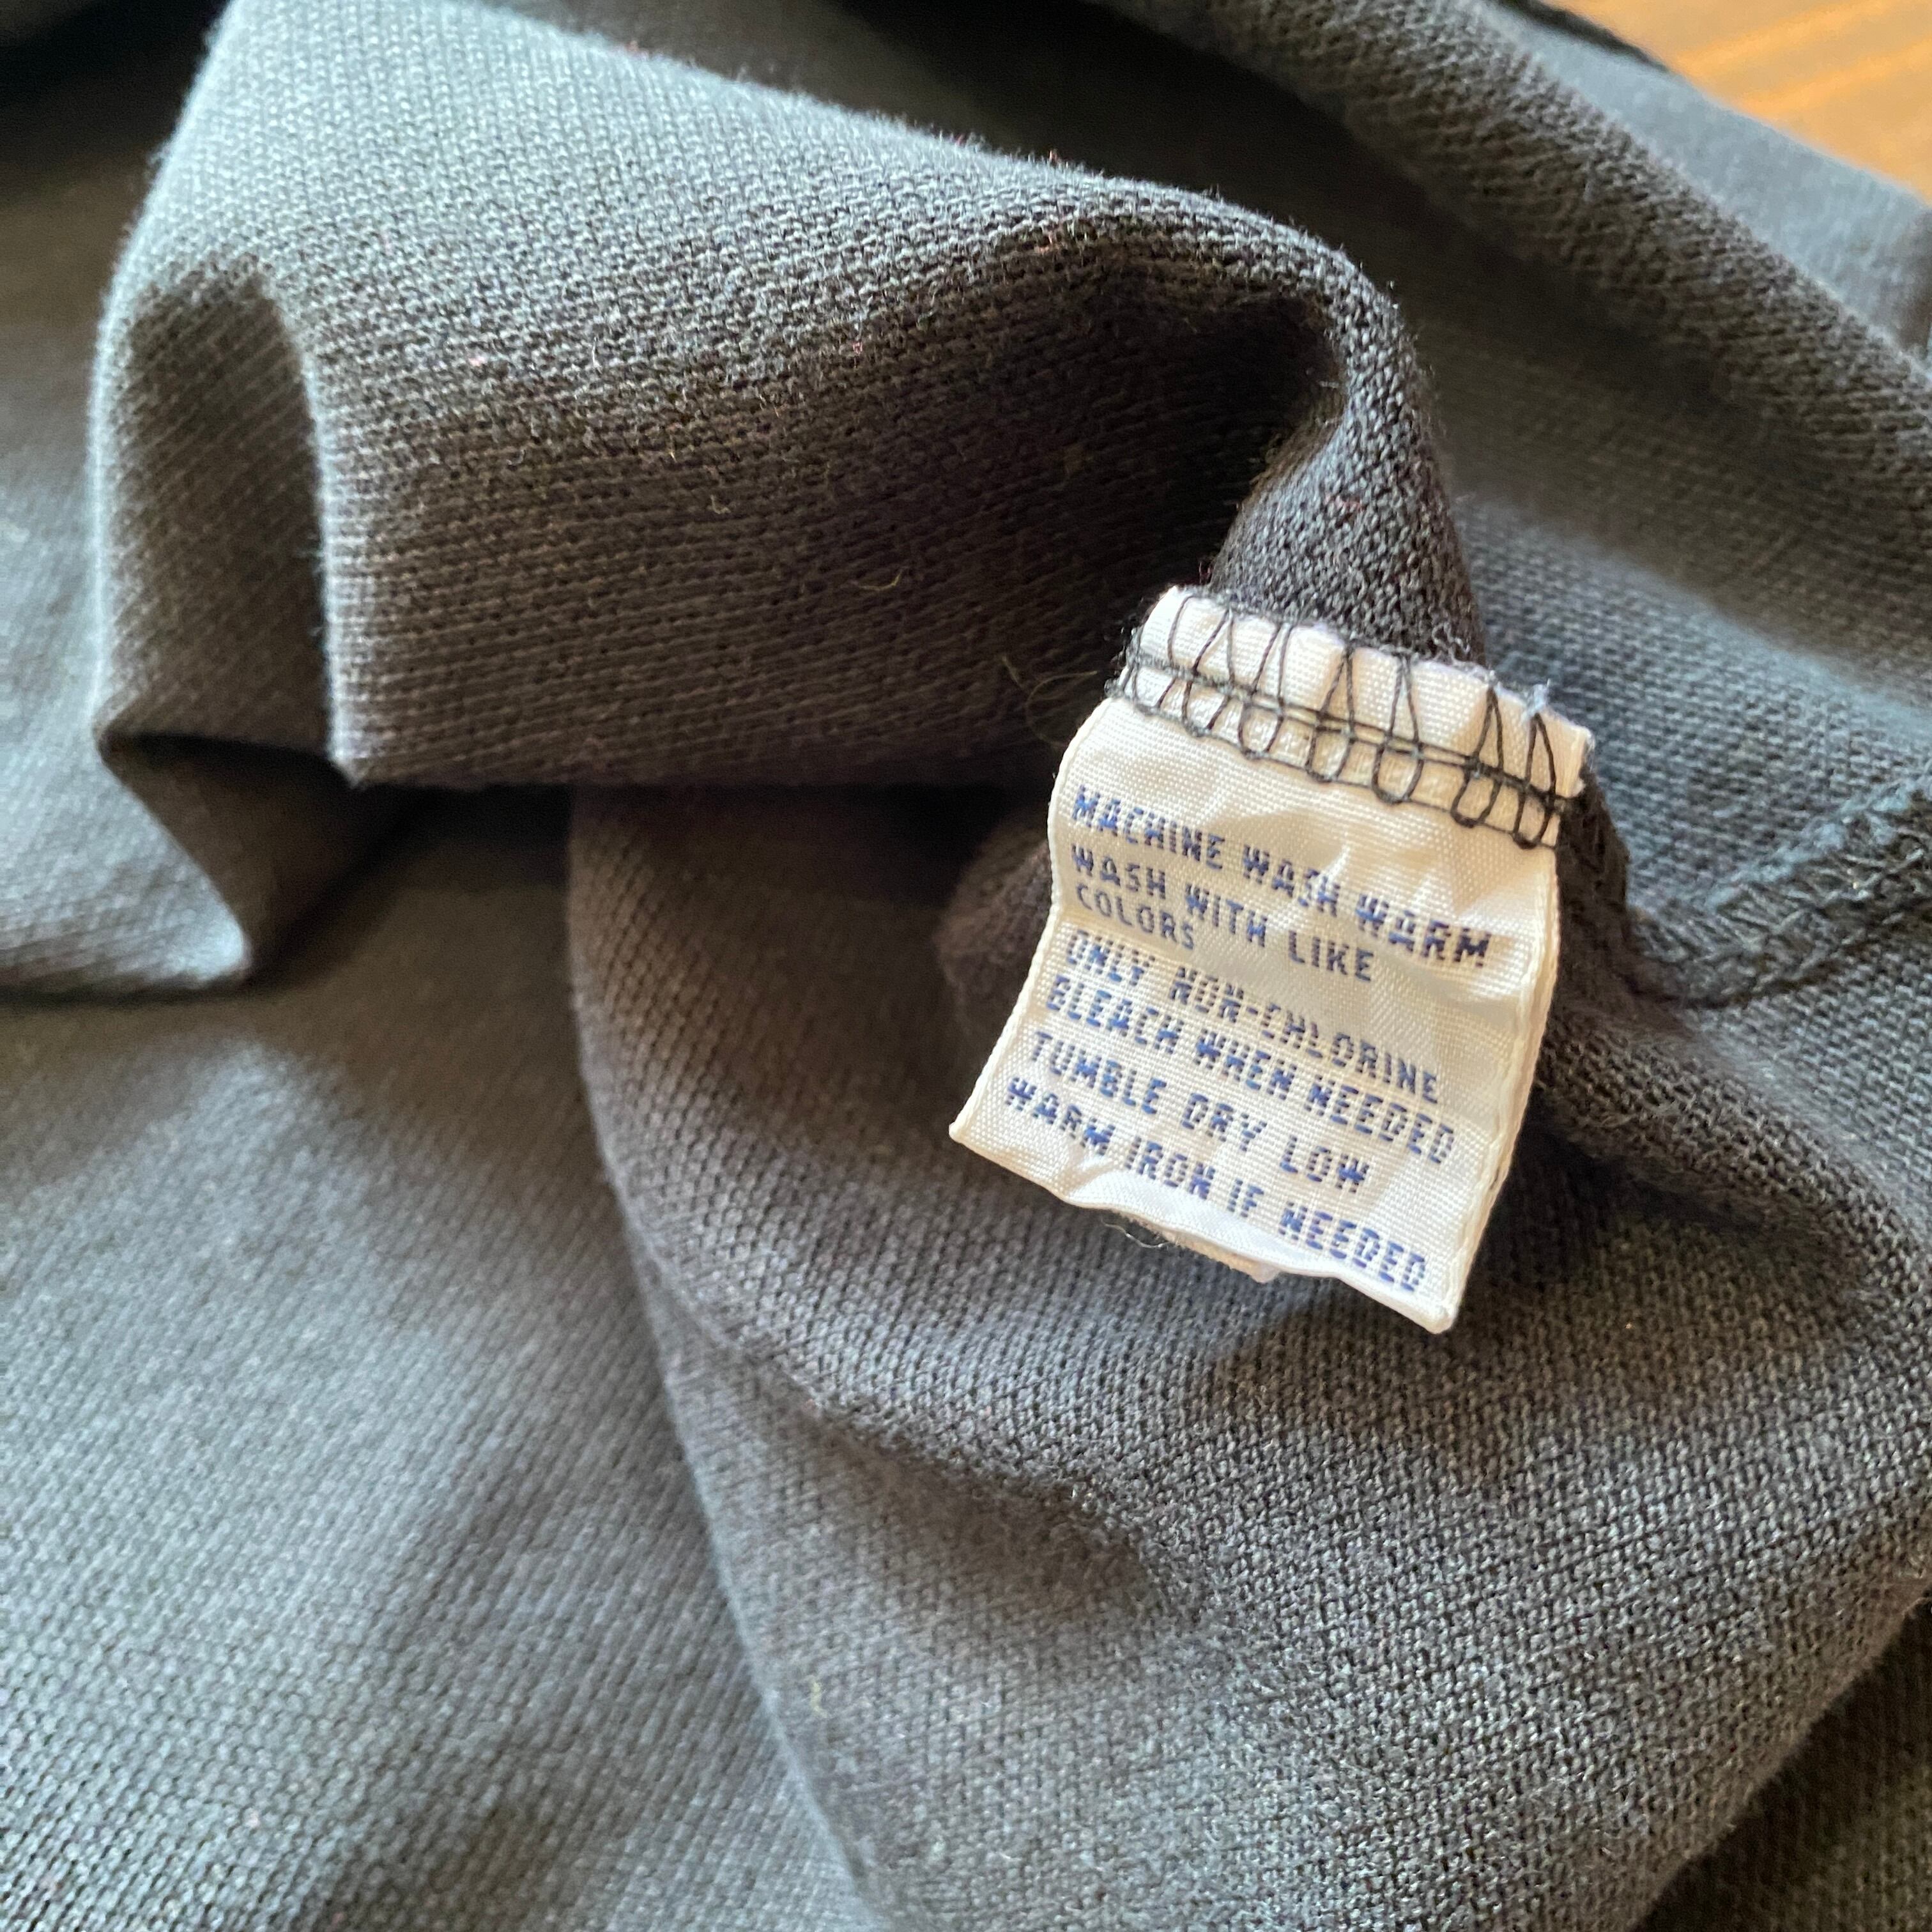 MACHINE WASH WARM
WASH WITH LIKE
COLORS
ONLY NON-CHLORINE
BLEACH WHEN NEEDED
TUMBLE DRY LOW
WARM IRON IF NEEDED